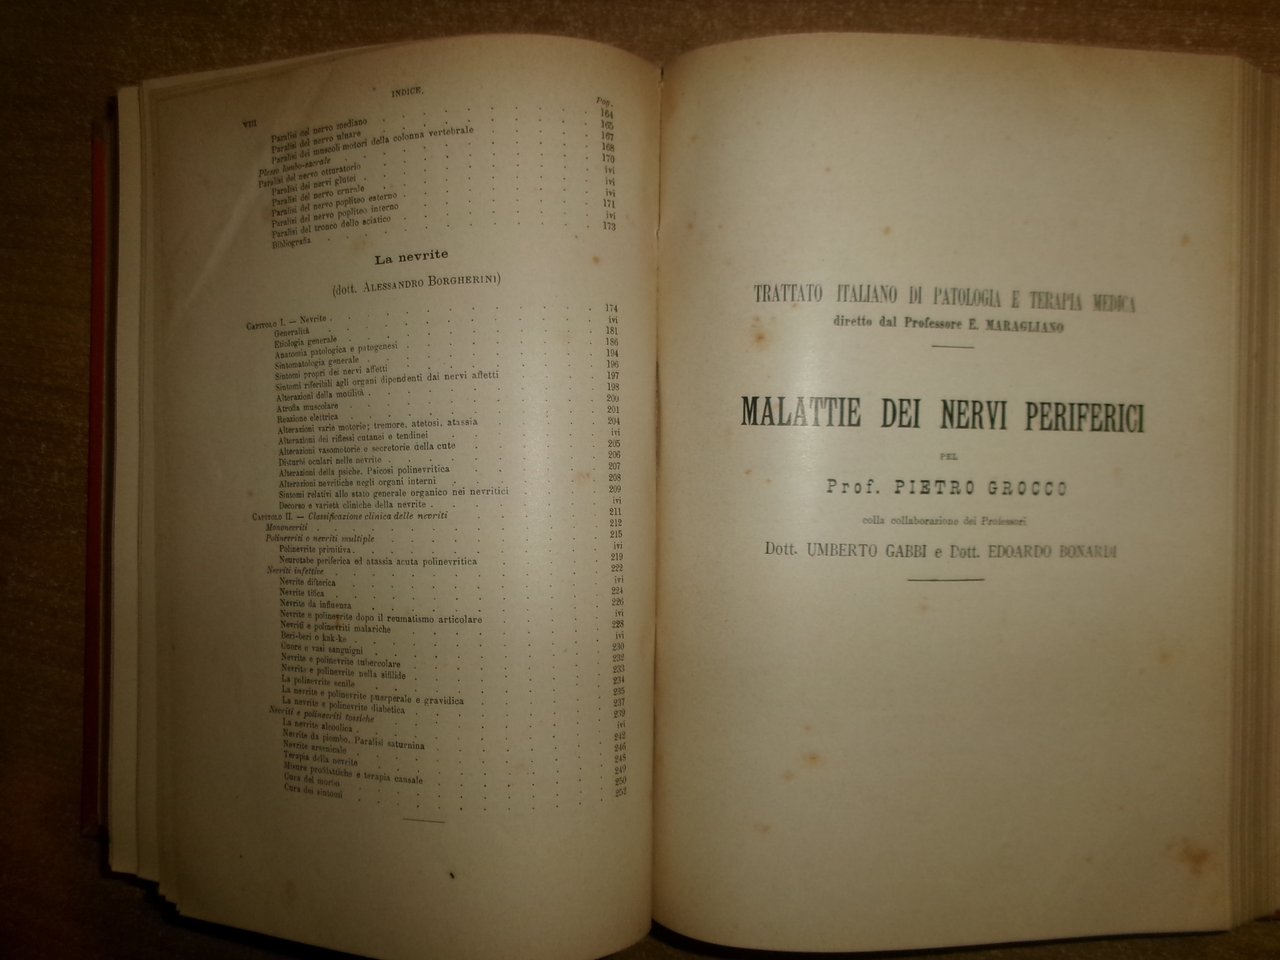 VIII
INDICE.
Pag.
Paralisi del nervo mediano 164
Paralisi del nervo ulnare 165
Paralisi dei muscoli motori della colonna vertebrale 167
Plesso lombo-sacrale 168
Paralisi del nervo otturatorio 170
Paralisi dei nervi glutei ivi
Paralisi del nervo crurale ivi
Paralisi del nervo popliteo esterno ivi
Paralisi del nervo popliteo interno 171
Paralisi del tronco dello sciatico ivi
Bibliografia 173
La nevrite
(dott. ALESSANDRO BORGHERINI)
CAPITOLO I. — Nevrite 174
Generalità ivi
Etiologia generale 181
Anatomia patologica e patogenesi 186
Sintomatologia generale 194
Sintomi propri dei nervi affetti 196
Sintomi riferibili agli organi dipendenti dai nervi affetti 197
Alterazioni della motilità 198
Atrofia muscolare 200
Reazione elettrica 201
Alterazioni varie motorie; tremore, atetosi, atassia 204
Alterazioni dei riflessi cutanei e tendinei ivi
Alterazioni vasomotorie e secretorie della cute 205
Disturbi oculari nelle nevrite 206
Alterazioni della psiche. Psicosi polinevritica 207
Alterazioni nevritiche negli organi interni 208
Sintomi relativi allo stato generale organico nei nevritici 209
Decorso e varietà cliniche della nevrite ivi
CAPITOLO II. — Classificazione clinica delle nevriti 211
Mononevriti 212
Polinevriti o nevriti multiple 215
Polinevrite primitiva ivi
Neurotabe periferica ed atassia acuta polinevritica 219
Nevriti infettive 222
Nevrite difterica ivi
Nevrite tifica 224
Nevrite da influenza 226
Nevrite e polinevrite dopo il reumatismo articolare ivi
Nevriti e polinevriti malariche 228
Beri-beri o kak-ke ivi
Cuore e vasi sanguigni 230
Nevrite e polinevrite tubercolare 232
Nevrite e polinevrite nella sifilide 233
La polinevrite senile 234
La nevrite e polinevrite puerperale e gravidica 235
La nevrite e polinevrite diabetica 237
Nevriti e polinevriti tossiche 239
La nevrite alcoolica ivi
Nevrite da piombo. Paralisi saturnina 242
Nevrite arsenicale 246
Terapia della nevrite 248
Misure profilattiche e terapia causale 249
Cura dei morbi 250
Cura dei sintomi 252
TRATTATO ITALIANO DI PATOLOGIA E TERAPIA MEDICA
diretto dal Professore E. MARAGLIANO
MALATTIE DEI NERVI PERIFERICI
PEL
Prof. PIETRO GROCCO
colla collaborazione dei Professori
Dott. UMBERTO GABBI e Dott. EDOARDO BONARDI